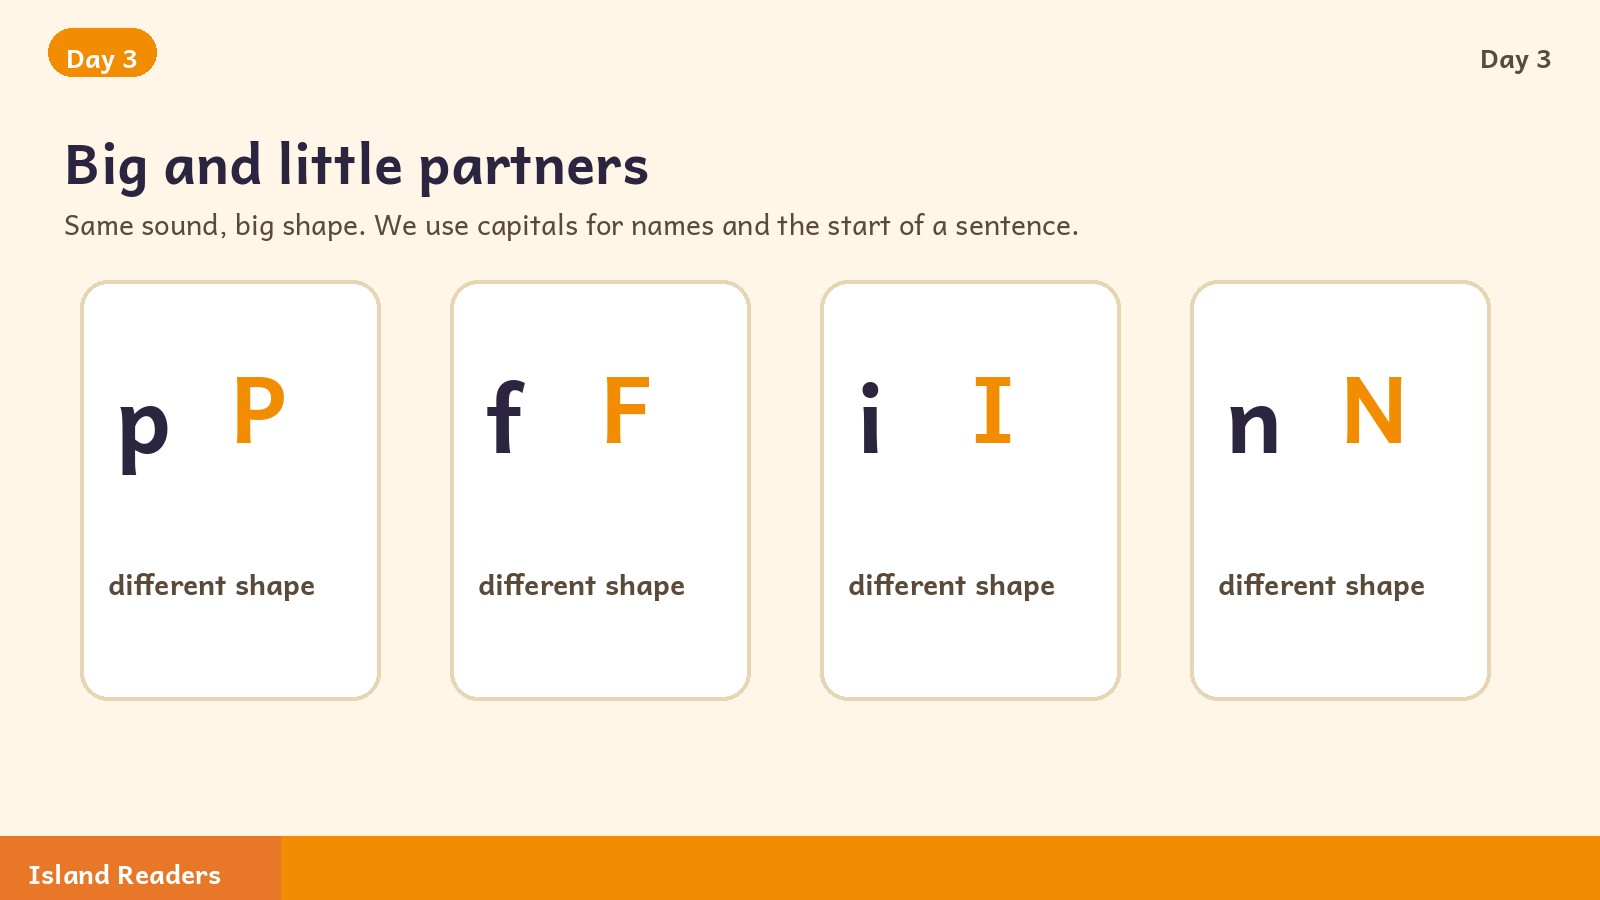 Day 3
Day 3
Big and little partners
Same sound, big shape. We use capitals for names and the start of a sentence.
p P
different shape
f F
different shape
i I
different shape
n N
different shape
Island Readers